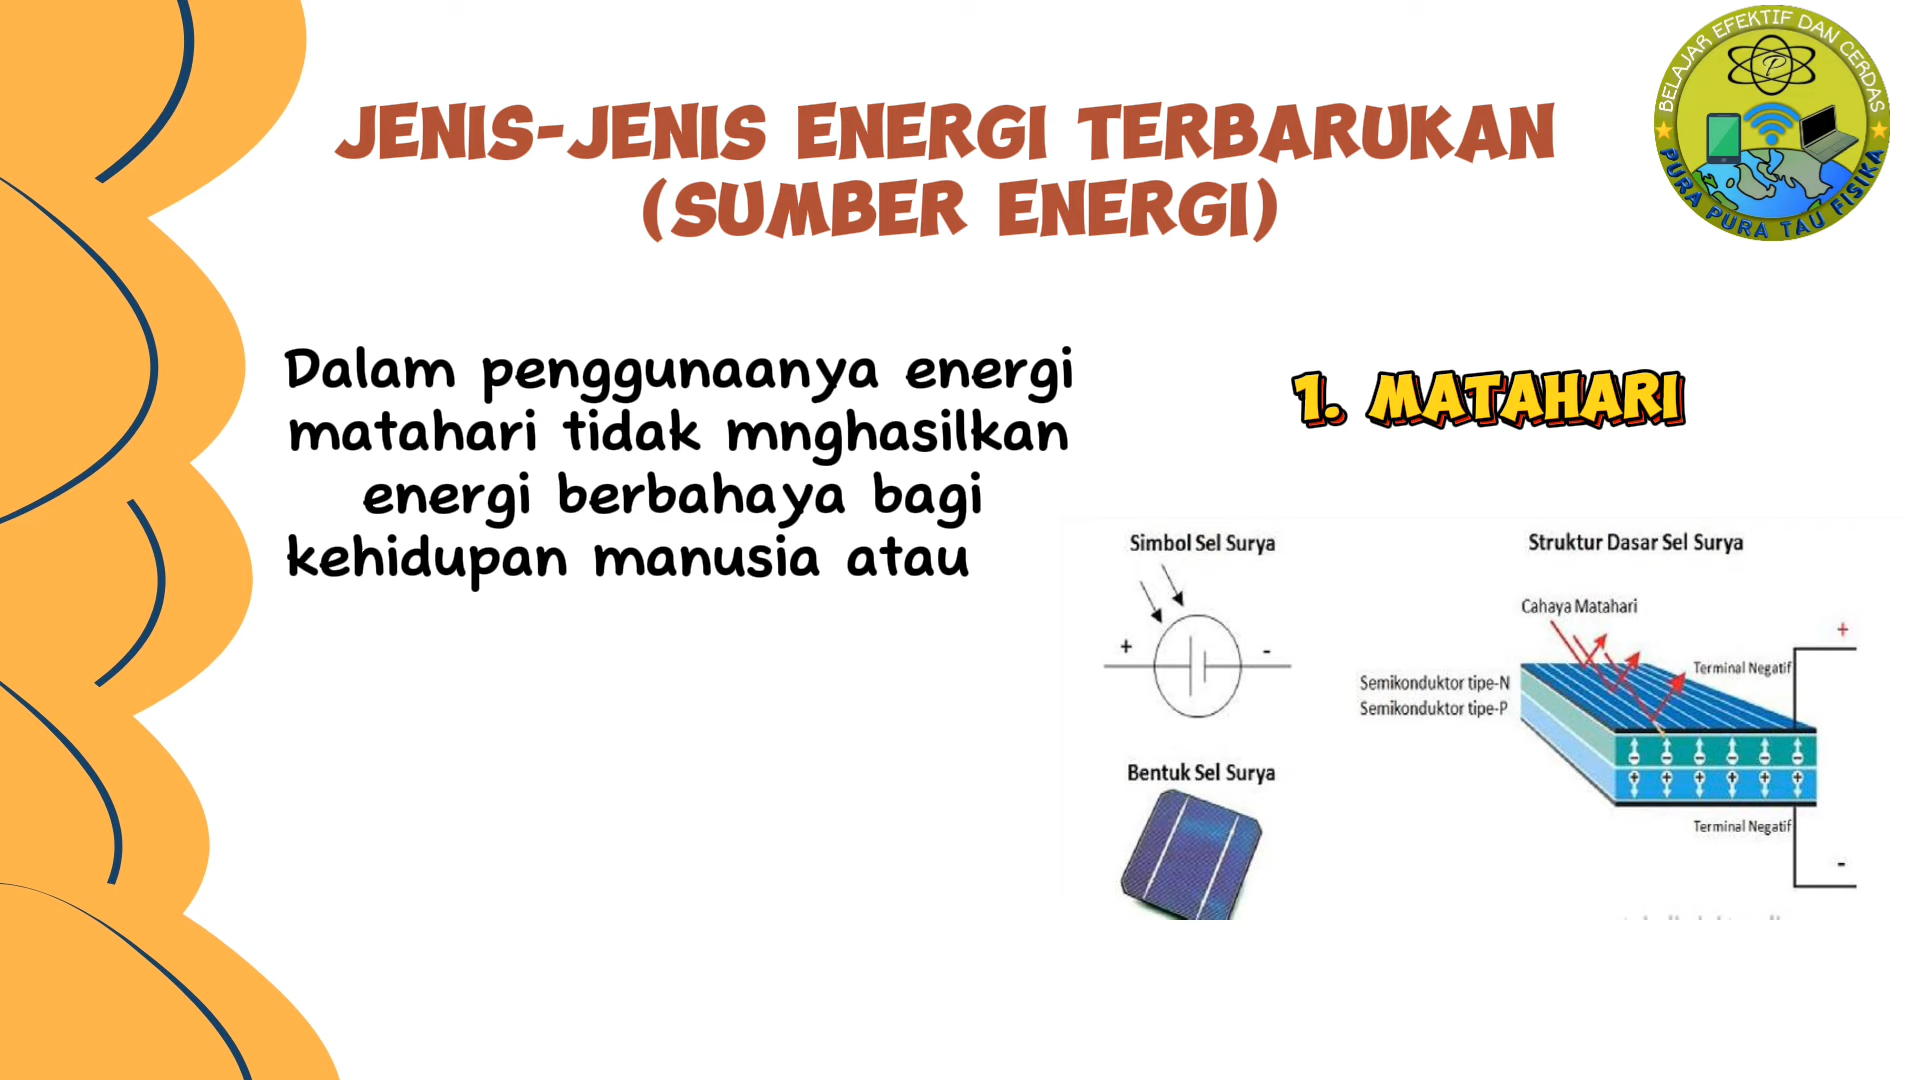 JENIS-JENIS ENERGI TERBARUKAN
(SUMBER ENERGI)
BELAJAR EFEKTIF DAN CERDAS
P
PURA PURA TAU FISIKA
Dalam penggunaanya energi
matahari tidak mnghasilkan
energi berbahaya bagi
kehidupan manusia atau
1. MATAHARI
Simbol Sel Surya
+
-
Bentuk Sel Surya
Struktur Dasar Sel Surya
Cahaya Matahari
+
Terminal Negatif
Semikonduktor tipe-N
Semikonduktor tipe-P
- - - - - -
+ + + + + +
Terminal Negatif
-